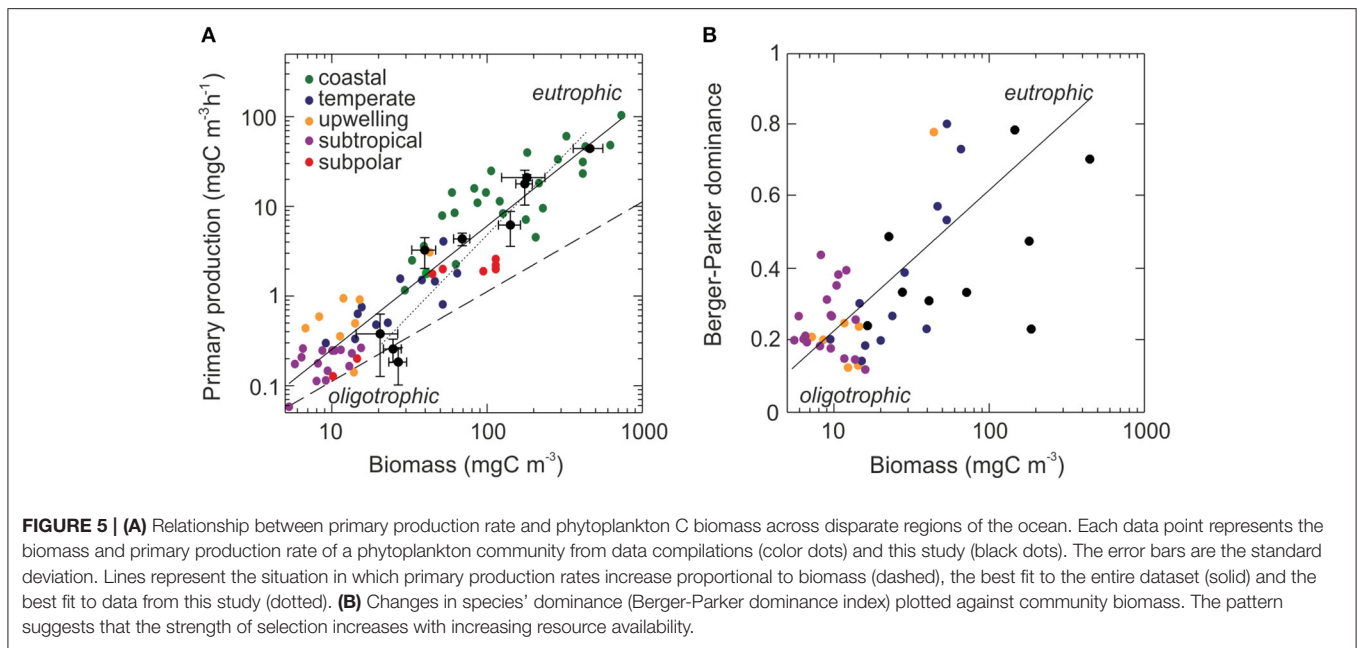 A
Primary production (mgC m⁻³h⁻¹)
100
10
1
0.1
coastal
temperate
upwelling
subtropical
subpolar
eutrophic
oligotrophic
10
100
1000
Biomass (mgC m⁻³)
B
Berger-Parker dominance
1
0.8
0.6
0.4
0.2
0
eutrophic
oligotrophic
10
100
1000
Biomass (mgC m⁻³)
FIGURE 5 | (A) Relationship between primary production rate and phytoplankton C biomass across disparate regions of the ocean. Each data point represents the
biomass and primary production rate of a phytoplankton community from data compilations (color dots) and this study (black dots). The error bars are the standard
deviation. Lines represent the situation in which primary production rates increase proportional to biomass (dashed), the best fit to the entire dataset (solid) and the
best fit to data from this study (dotted). (B) Changes in species' dominance (Berger-Parker dominance index) plotted against community biomass. The pattern
suggests that the strength of selection increases with increasing resource availability.